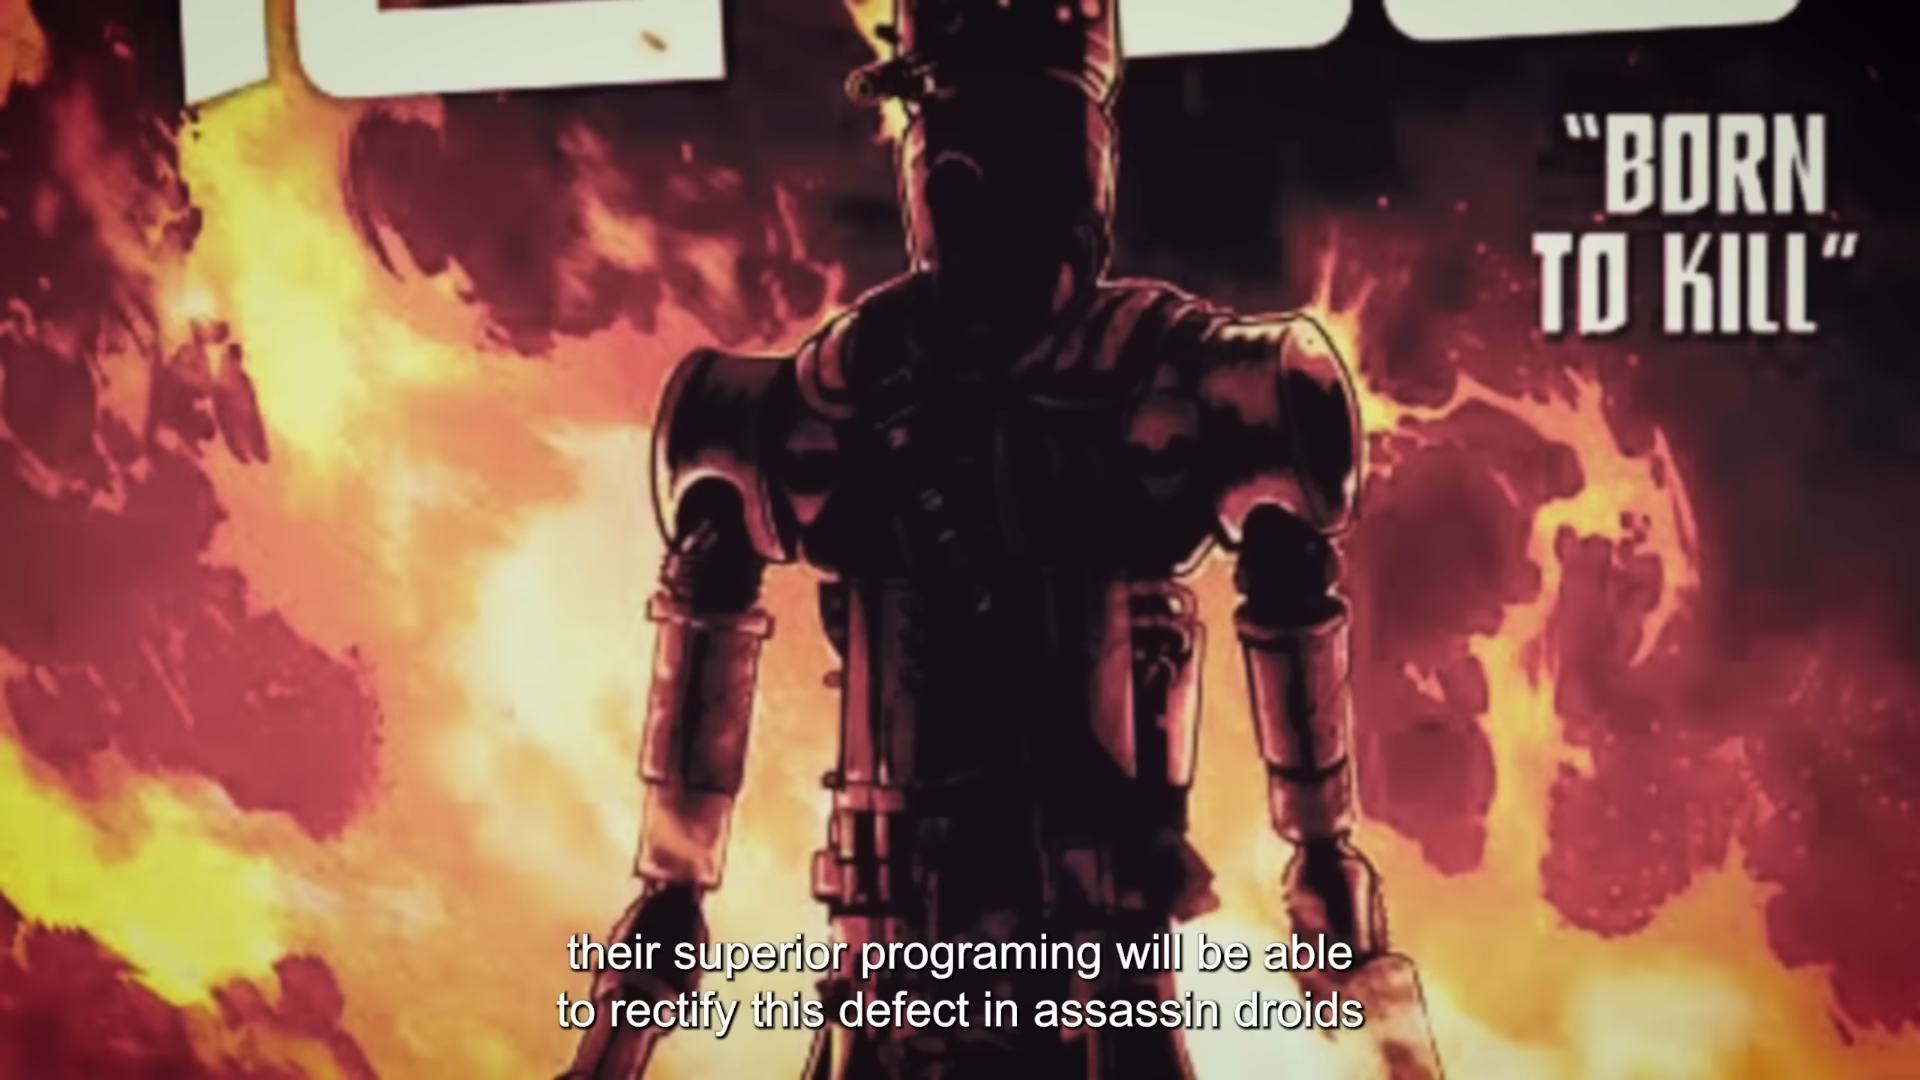 “BORN
TO KILL“
their superior programing will be able
to rectify this defect in assassin droids